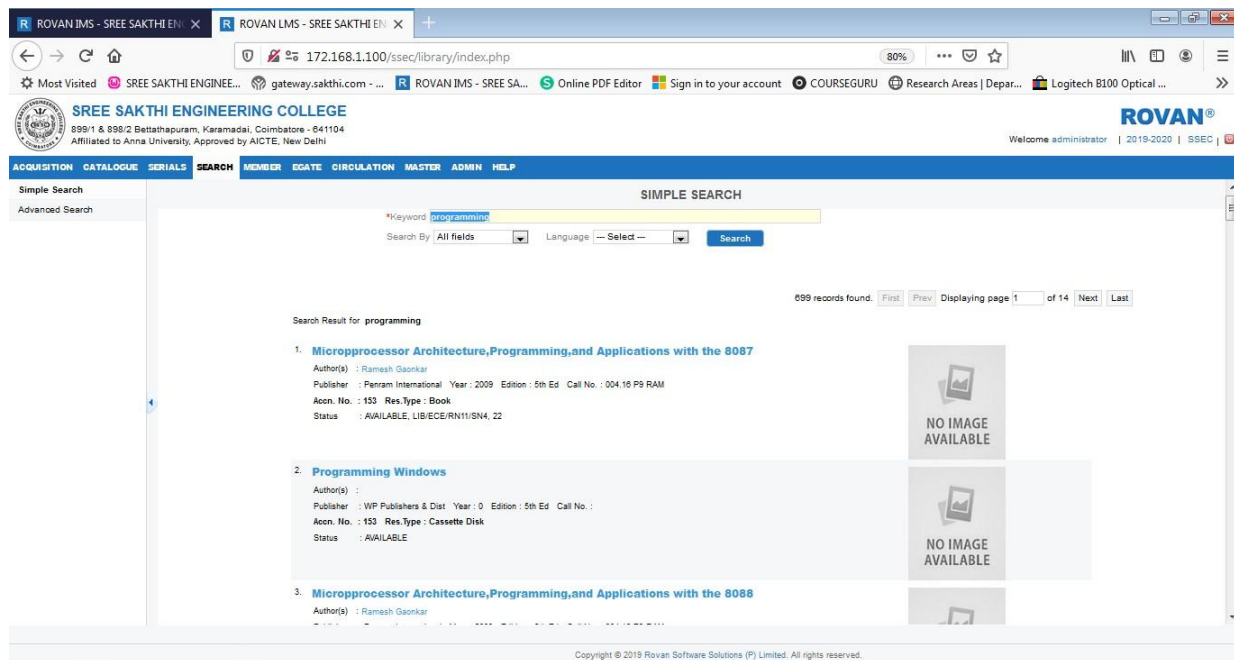 ROVAN IMS - SREE SAKTHI ENG
ROVAN LMS - SREE SAKTHI EN
172.168.1.100/ssec/library/index.php
80%
Most Visited SREE SAKTHI ENGINEE... gateway.sakthi.com - ... ROVAN IMS - SREE SA... Online PDF Editor Sign in to your account COURSEGURU Research Areas | Depar... Logitech B100 Optical ...
SREE SAKTHI ENGINEERING COLLEGE
899/1 & 898/2 Bettathapuram, Karamadai, Coimbatore - 641104
Affiliated to Anna University, Approved by AICTE, New Delhi
ROVAN®
Welcome administrator | 2019-2020 | SSEC |
ACQUISITION CATALOGUE SERIALS SEARCH MEMBER EGATE CIRCULATION MASTER ADMIN HELP
Simple Search
Advanced Search
SIMPLE SEARCH
*Keyword programming
Search By All fields Language --- Select --- Search
699 records found. First Prev Displaying page 1 of 14 Next Last
Search Result for programming
1. Micropprocessor Architecture,Programming,and Applications with the 8087
Author(s) : Ramesh Gaonkar
Publisher : Penram International Year : 2009 Edition : 5th Ed Call No. : 004.16 P9 RAM
Accn. No. : 153 Res.Type : Book
Status : AVAILABLE, LIB/ECE/RN11/SN4, 22
NO IMAGE
AVAILABLE
2. Programming Windows
Author(s) :
Publisher : WP Publishers & Dist Year : 0 Edition : 5th Ed Call No. :
Accn. No. : 153 Res.Type : Cassette Disk
Status : AVAILABLE
NO IMAGE
AVAILABLE
3. Micropprocessor Architecture,Programming,and Applications with the 8088
Author(s) : Ramesh Gaonkar
Copyright © 2019 Rovan Software Solutions (P) Limited. All rights reserved.